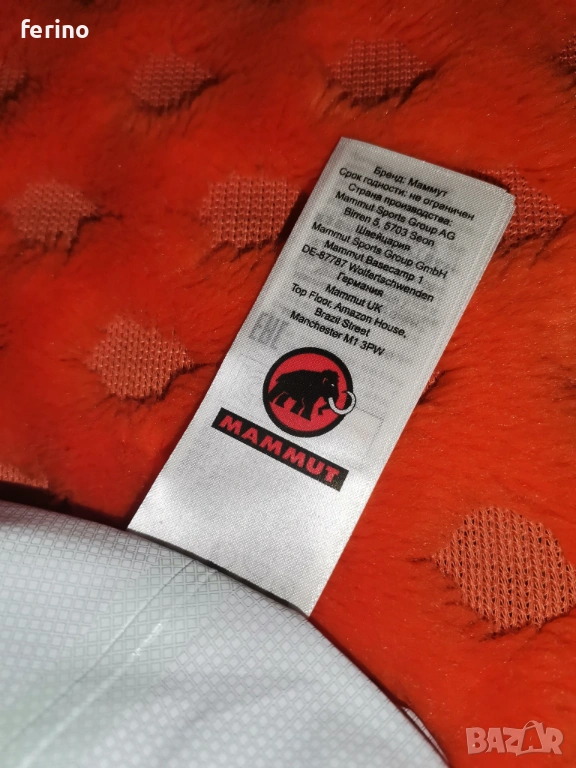 ferino
Бренд: Маммут
Срок годности: не ограничен
Страна производства:
Mammut Sports Group AG
Birren 5, 5703 Seon
Швейцария
Mammut Sports Group GmbH
Mammut Basecamp 1
DE-87787 Wolfertschwenden
Германия
Mammut UK
Top Floor, Amazon House,
Brazil Street
Manchester M1 3PW
MAMMUT
BAZAR